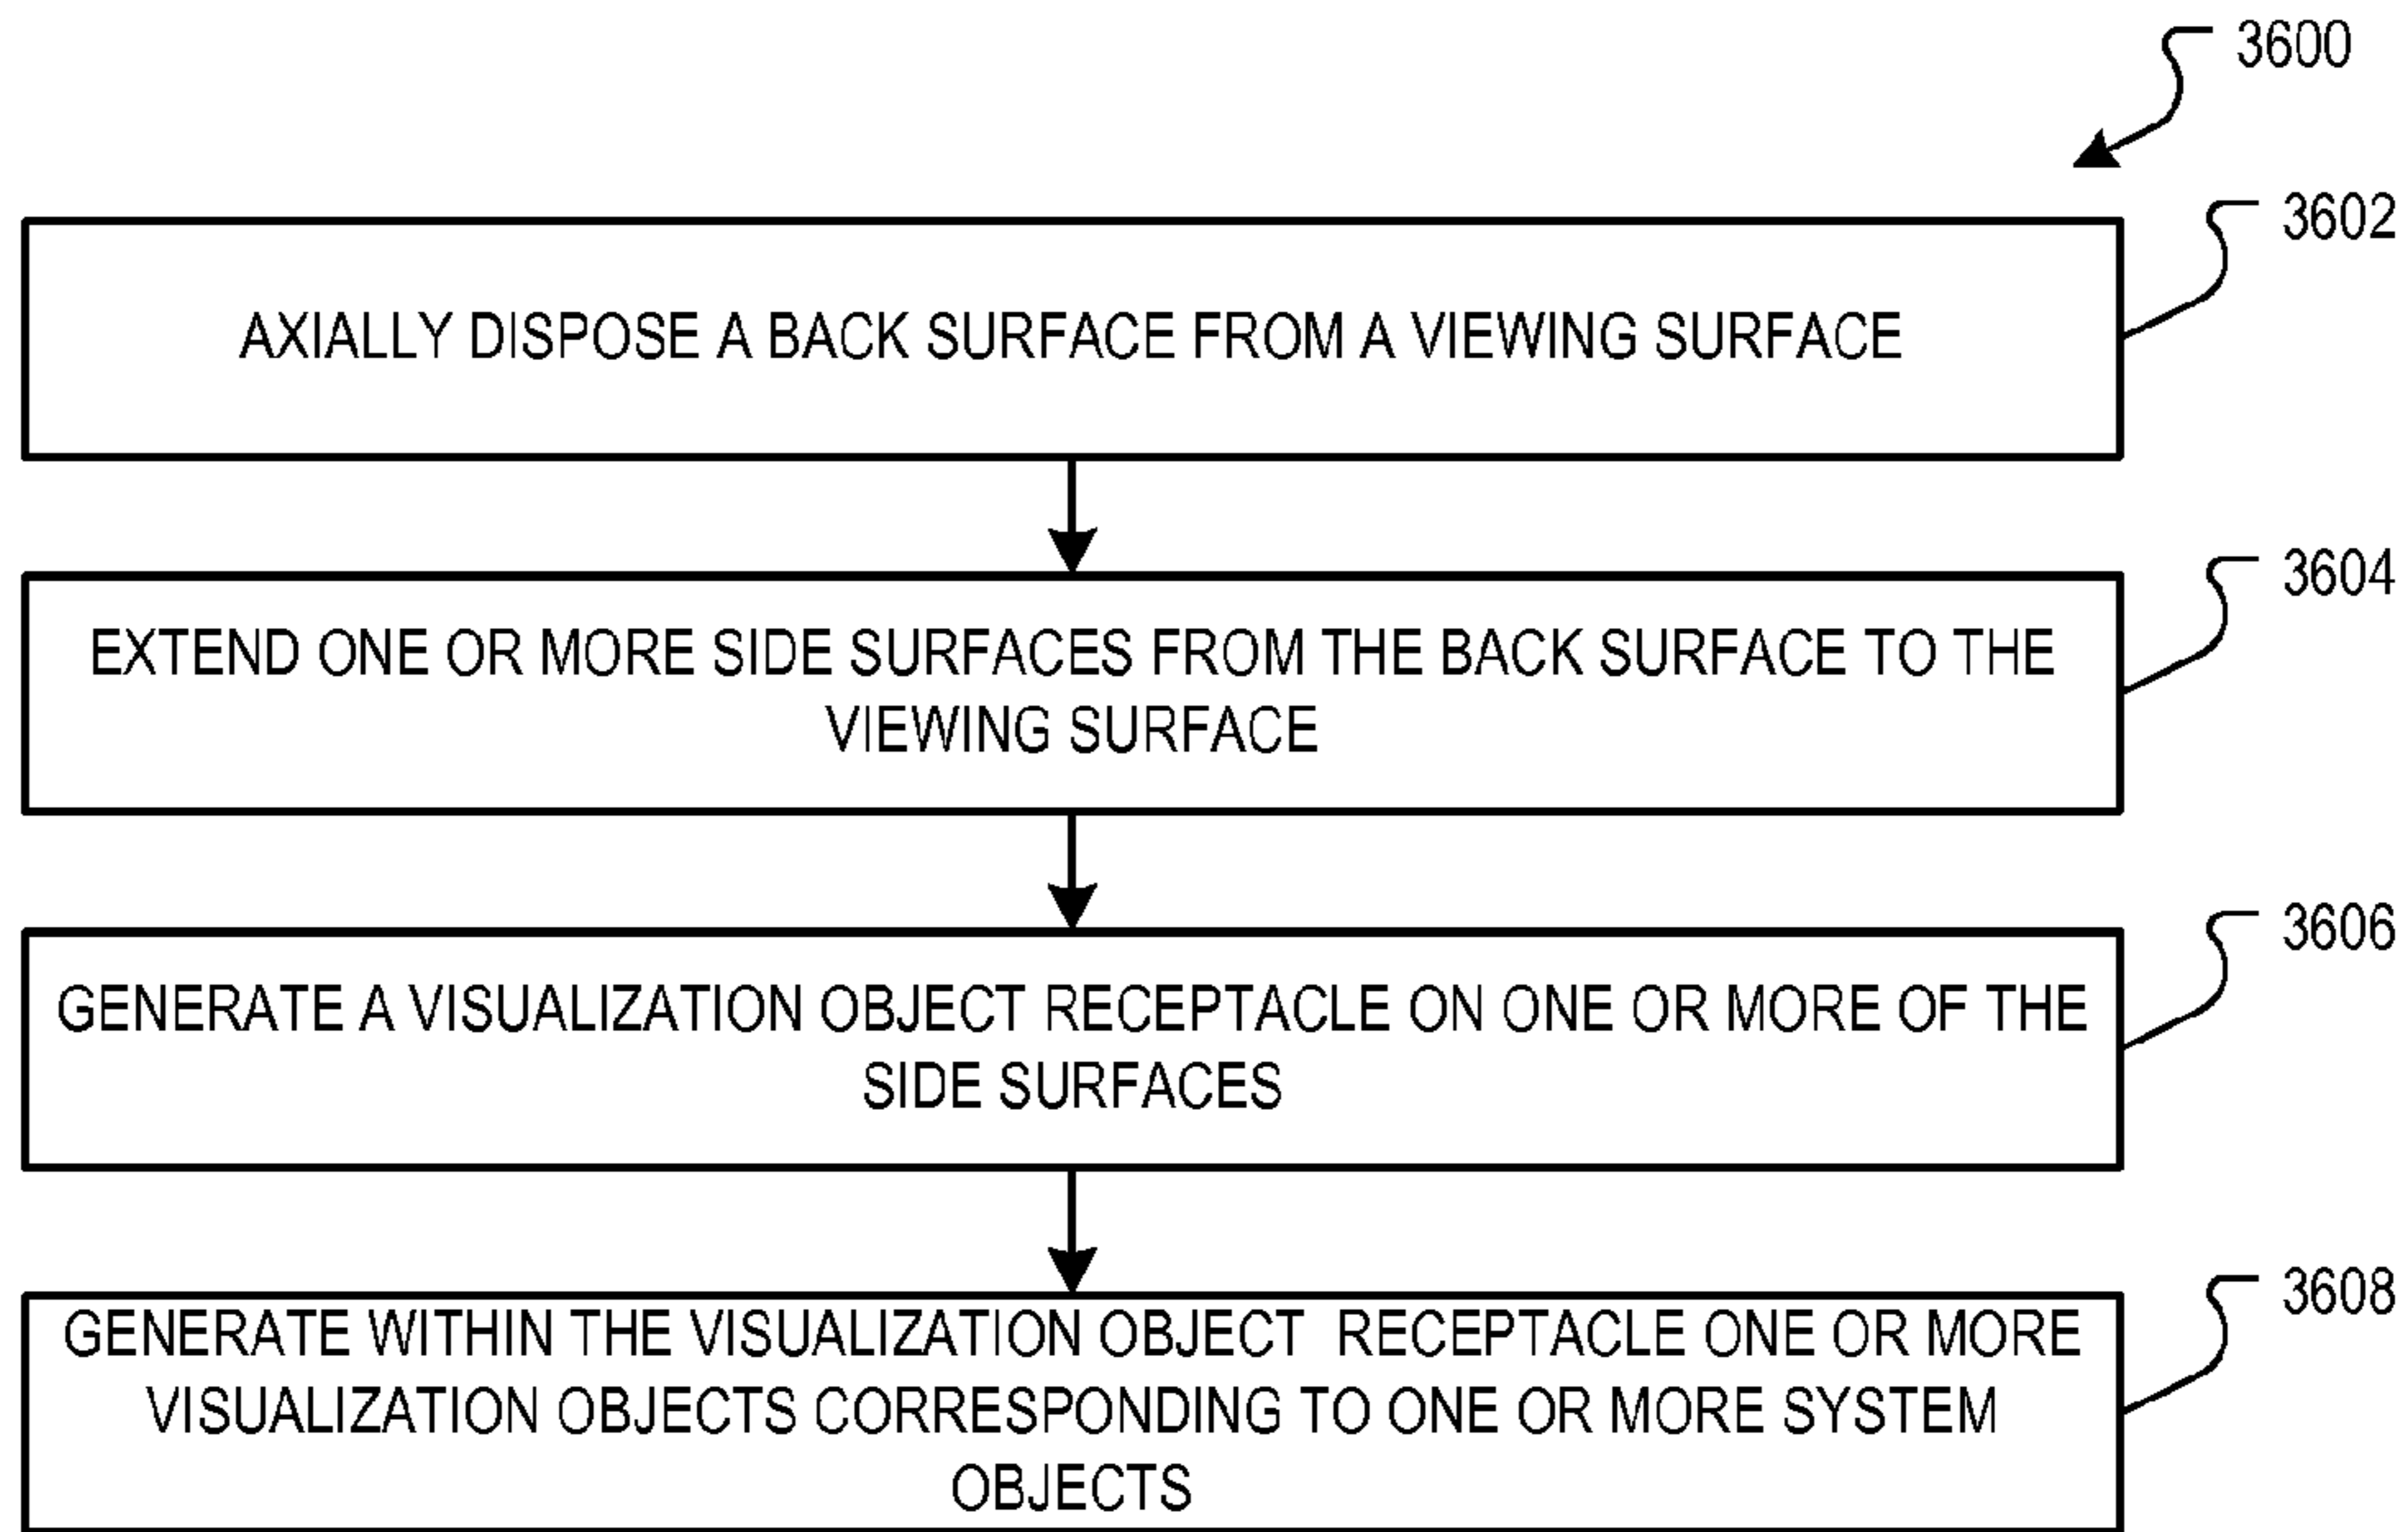 3600
3602
AXIALLY DISPOSE A BACK SURFACE FROM A VIEWING SURFACE
3604
EXTEND ONE OR MORE SIDE SURFACES FROM THE BACK SURFACE TO THE
VIEWING SURFACE
3606
GENERATE A VISUALIZATION OBJECT RECEPTACLE ON ONE OR MORE OF THE
SIDE SURFACES
3608
GENERATE WITHIN THE VISUALIZATION OBJECT RECEPTACLE ONE OR MORE
VISUALIZATION OBJECTS CORRESPONDING TO ONE OR MORE SYSTEM
OBJECTS